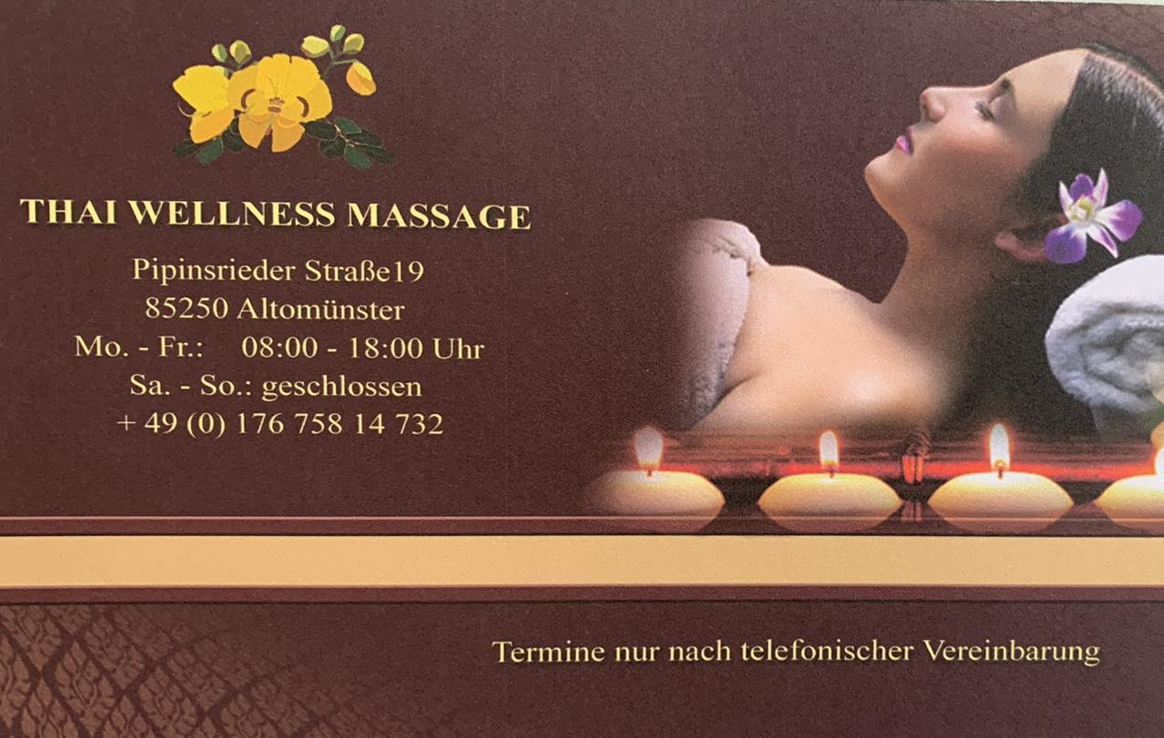 THAI WELLNESS MASSAGE
Pipinsrieder Straße19
85250 Altomünster
Mo. - Fr.: 08:00 - 18:00 Uhr
Sa. - So.: geschlossen
+ 49 (0) 176 758 14 732
Termine nur nach telefonischer Vereinbarung